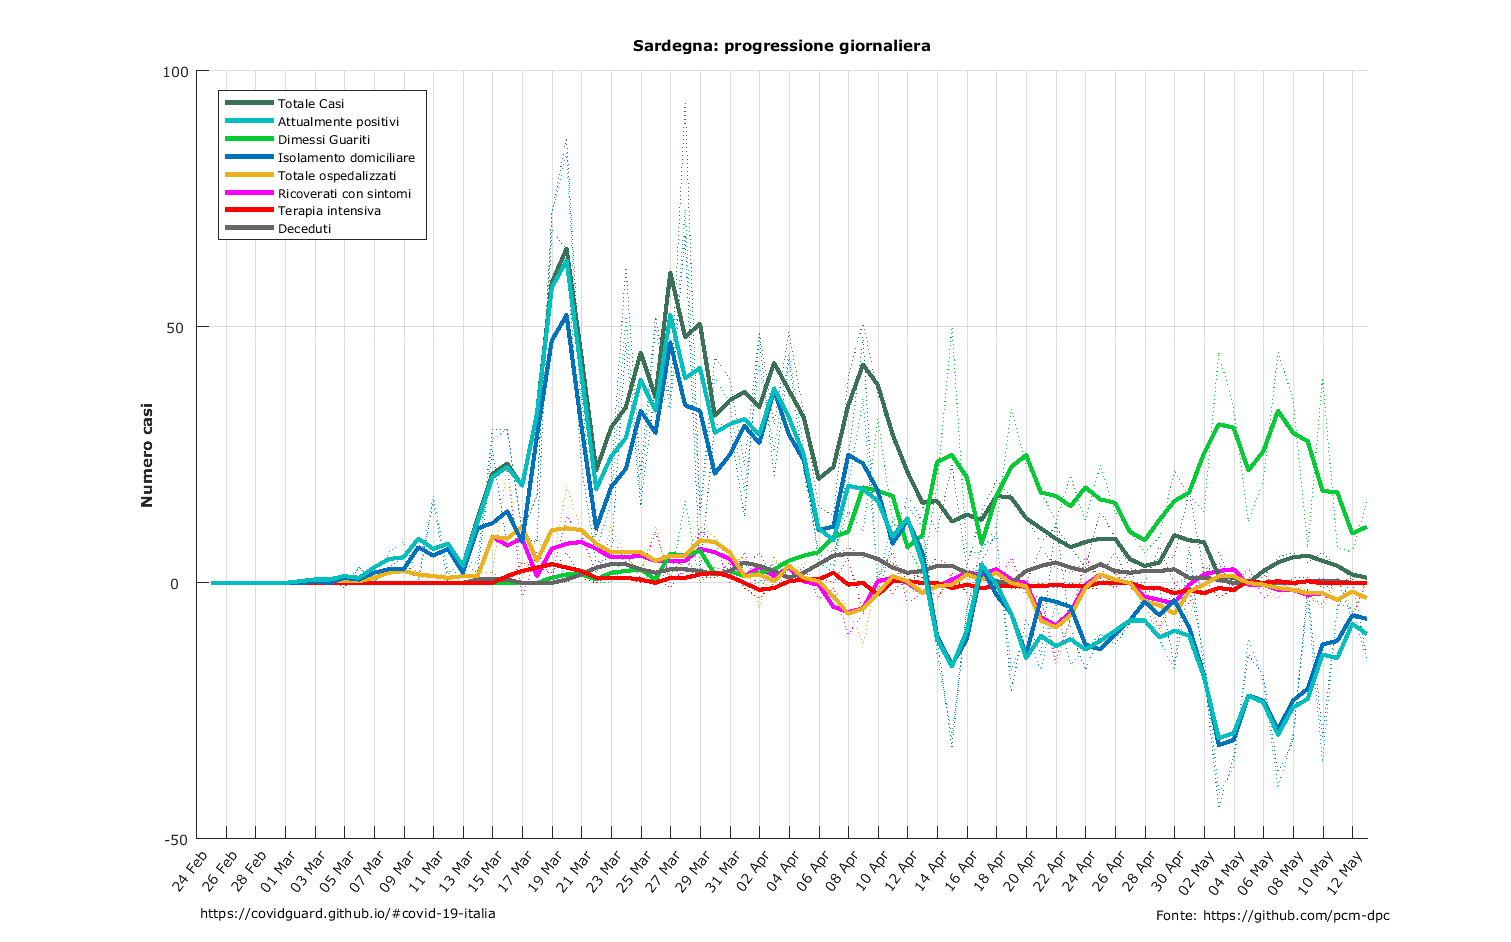 Sardegna: progressione giornaliera
100
50
0
-50
Numero casi
Totale Casi
Attualmente positivi
Dimessi Guariti
Isolamento domiciliare
Totale ospedalizzati
Ricoverati con sintomi
Terapia intensiva
Deceduti
24 Feb
26 Feb
28 Feb
01 Mar
03 Mar
05 Mar
07 Mar
09 Mar
11 Mar
13 Mar
15 Mar
17 Mar
19 Mar
21 Mar
23 Mar
25 Mar
27 Mar
29 Mar
31 Mar
02 Apr
04 Apr
06 Apr
08 Apr
10 Apr
12 Apr
14 Apr
16 Apr
18 Apr
20 Apr
22 Apr
24 Apr
26 Apr
28 Apr
30 Apr
02 May
04 May
06 May
08 May
10 May
12 May
https://covidguard.github.io/#covid-19-italia
Fonte: https://github.com/pcm-dpc